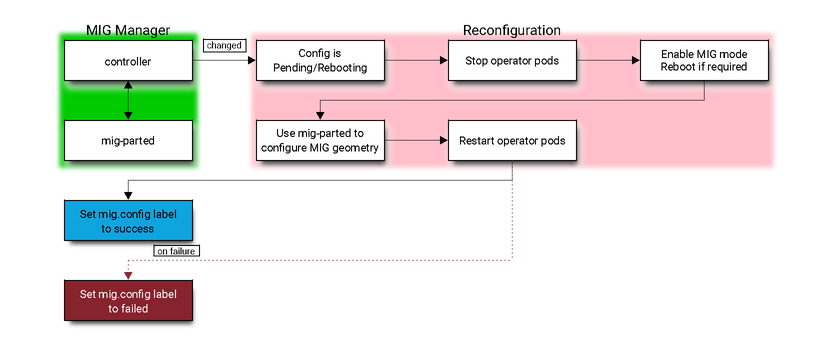 MIG Manager
Reconfiguration
controller
changed
Config is
Pending/Rebooting
Stop operator pods
Enable MIG mode
Reboot if required
mig-parted
Use mig-parted to
configure MIG geometry
Restart operator pods
Set mig.config label
to success
on failure
Set mig.config label
to failed